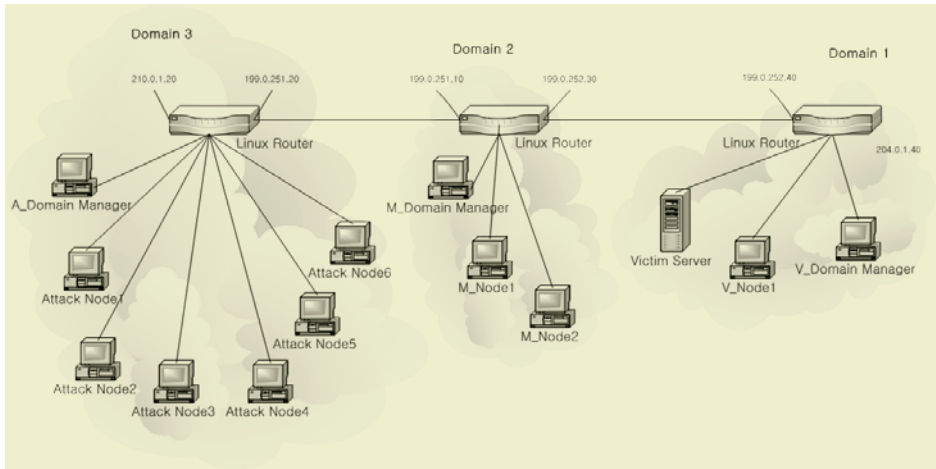 Domain 3
Domain 2
Domain 1
210.0.1.20
199.0.251.20
199.0.251.10
199.0.252.30
199.0.252.40
Linux Router
Linux Router
Linux Router
204.0.1.40
A_Domain Manager
M_Domain Manager
Attack Node6
Victim Server
V_Node1
V_Domain Manager
Attack Node1
M_Node1
Attack Node5
M_Node2
Attack Node2
Attack Node3
Attack Node4